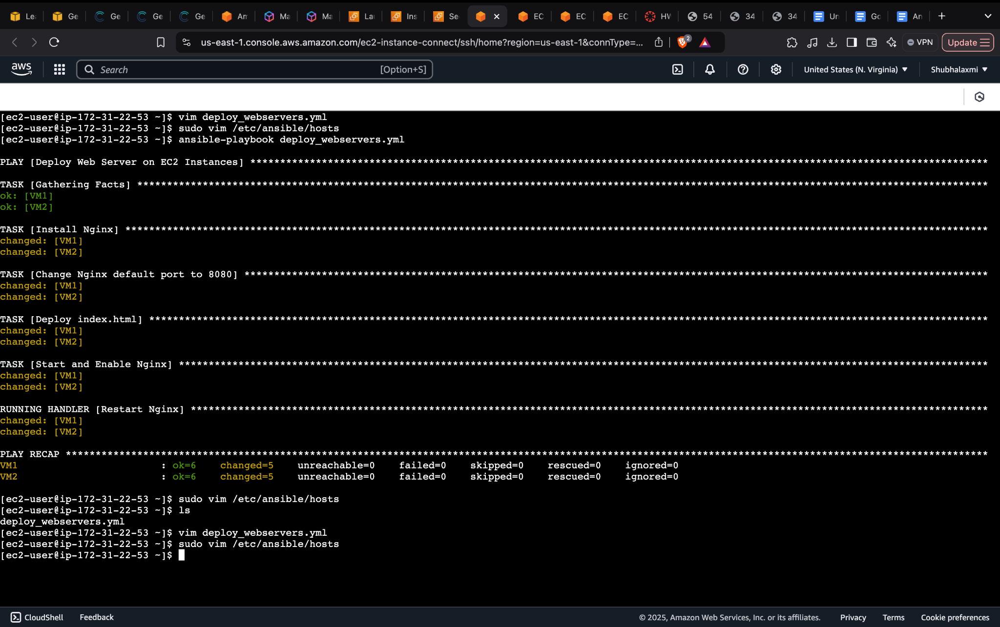 Le Ge Ge Ge Ge Am Ma Ma La Ins Se EC EC EC HW 54 34 34 Un Go An
us-east-1.console.aws.amazon.com/ec2-instance-connect/ssh/home?region=us-east-1&connType=... 2 VPN Update
aws Search [Option+S] United States (N. Virginia) Shubhalaxmi
[ec2-user@ip-172-31-22-53 ~]$ vim deploy_webservers.yml
[ec2-user@ip-172-31-22-53 ~]$ sudo vim /etc/ansible/hosts
[ec2-user@ip-172-31-22-53 ~]$ ansible-playbook deploy_webservers.yml
PLAY [Deploy Web Server on EC2 Instances] ****************************************************************************************************************************
TASK [Gathering Facts] ***********************************************************************************************************************************************
ok: [VM1]
ok: [VM2]
TASK [Install Nginx] *************************************************************************************************************************************************
changed: [VM1]
changed: [VM2]
TASK [Change Nginx default port to 8080] *****************************************************************************************************************************
changed: [VM1]
changed: [VM2]
TASK [Deploy index.html] *********************************************************************************************************************************************
changed: [VM1]
changed: [VM2]
TASK [Start and Enable Nginx] ****************************************************************************************************************************************
changed: [VM1]
changed: [VM2]
RUNNING HANDLER [Restart Nginx] **************************************************************************************************************************************
changed: [VM1]
changed: [VM2]
PLAY RECAP ***********************************************************************************************************************************************************
VM1 : ok=6 changed=5 unreachable=0 failed=0 skipped=0 rescued=0 ignored=0
VM2 : ok=6 changed=5 unreachable=0 failed=0 skipped=0 rescued=0 ignored=0
[ec2-user@ip-172-31-22-53 ~]$ sudo vim /etc/ansible/hosts
[ec2-user@ip-172-31-22-53 ~]$ ls
deploy_webservers.yml
[ec2-user@ip-172-31-22-53 ~]$ vim deploy_webservers.yml
[ec2-user@ip-172-31-22-53 ~]$ sudo vim /etc/ansible/hosts
[ec2-user@ip-172-31-22-53 ~]$
CloudShell Feedback © 2025, Amazon Web Services, Inc. or its affiliates. Privacy Terms Cookie preferences